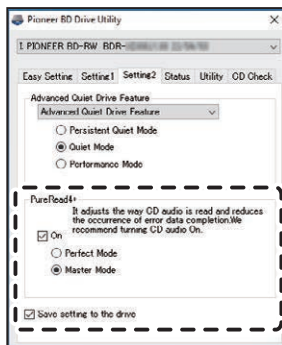 Pioneer BD Drive Utility
1 PIONEER BD-RW BDR-
Easy Setting Setting1 Setting2 Status Utility CD Check
Advanced Quiet Drive Feature
Advanced Quiet Drive Feature
Persistent Quiet Mode
Quiet Mode
Performance Mode
PureRead4+
It adjusts the way CD audio is read and reduces
the occurrence of error data completion.We
recommend turning CD audio On.
On
Perfect Mode
Master Mode
Save setting to the drive